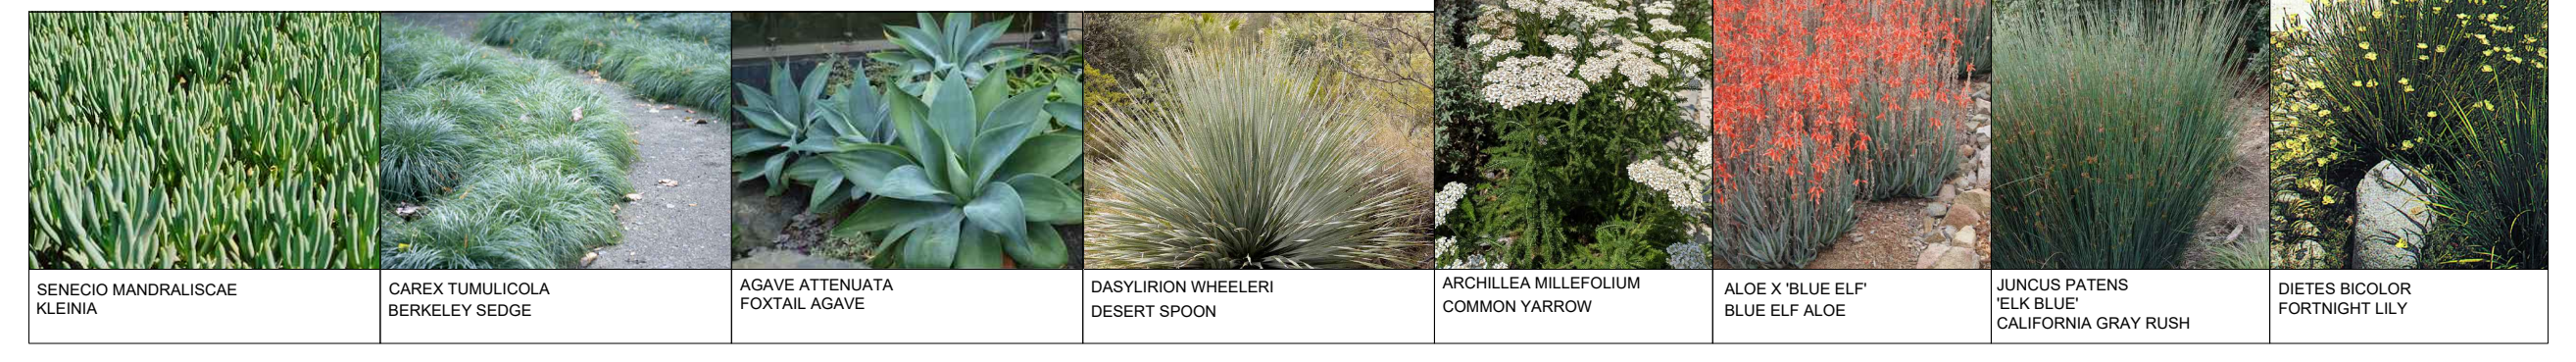 SENECIO MANDRALISCAE
KLEINIA
CAREX TUMULICOLA
BERKELEY SEDGE
AGAVE ATTENUATA
FOXTAIL AGAVE
DASYLIRION WHEELERI
DESERT SPOON
ARCHILLEA MILLEFOLIUM
COMMON YARROW
ALOE X 'BLUE ELF'
BLUE ELF ALOE
JUNCUS PATENS
'ELK BLUE'
CALIFORNIA GRAY RUSH
DIETES BICOLOR
FORTNIGHT LILY